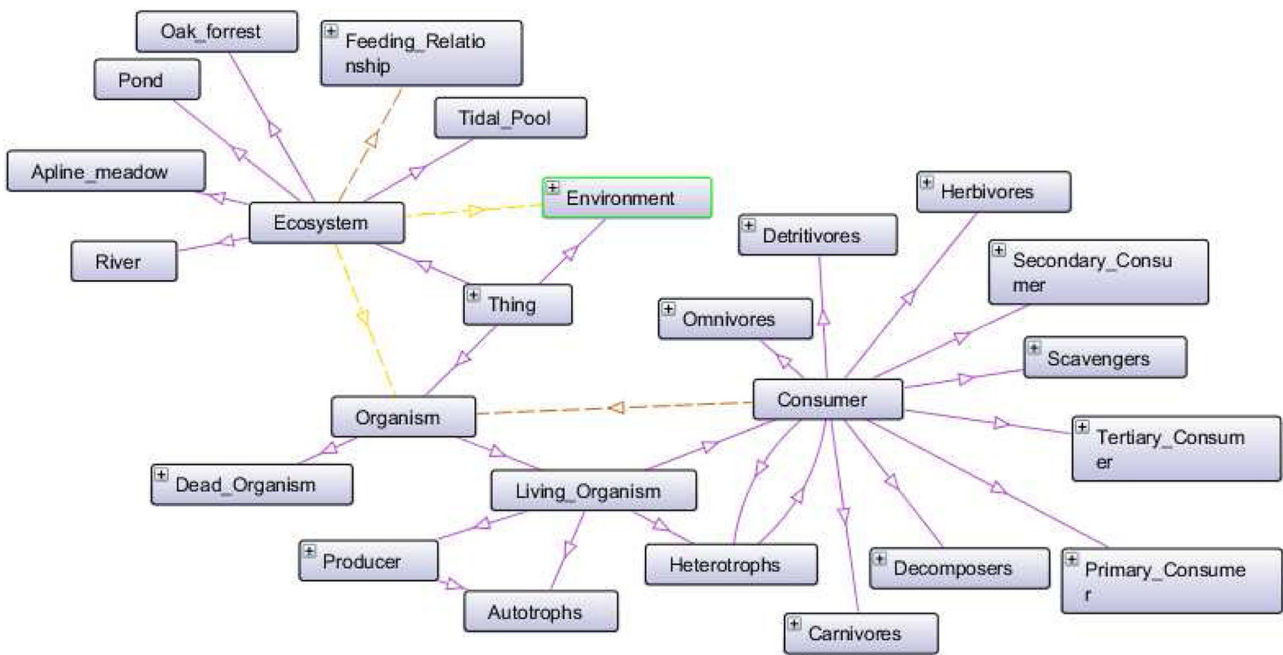 Oak_forrest
Feeding_Relatio
nship
Pond
Tidal_Pool
Apline_meadow
Environment
Herbivores
Ecosystem
Detritivores
River
Secondary_Consu
mer
Thing
Omnivores
Scavengers
Consumer
Organism
Tertiary_Consum
er
Dead_Organism
Living_Organism
Producer
Heterotrophs
Decomposers
Primary_Consume
r
Autotrophs
Carnivores